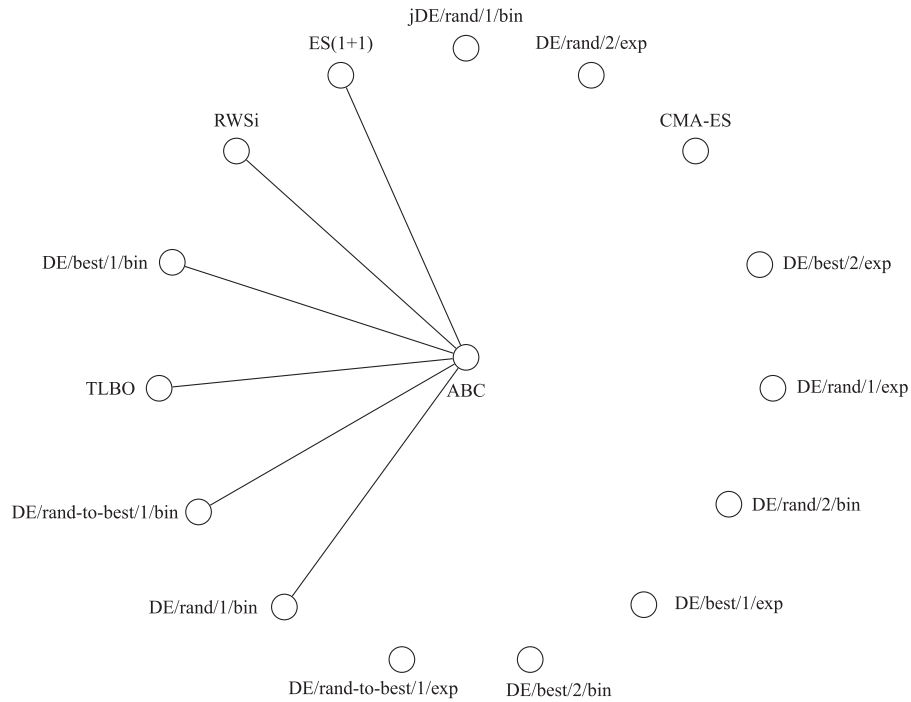 jDE/rand/1/bin
ES(1+1)
DE/rand/2/exp
RWSi
CMA-ES
DE/best/1/bin
DE/best/2/exp
TLBO
ABC
DE/rand/1/exp
DE/rand-to-best/1/bin
DE/rand/2/bin
DE/rand/1/bin
DE/best/1/exp
DE/rand-to-best/1/exp
DE/best/2/bin